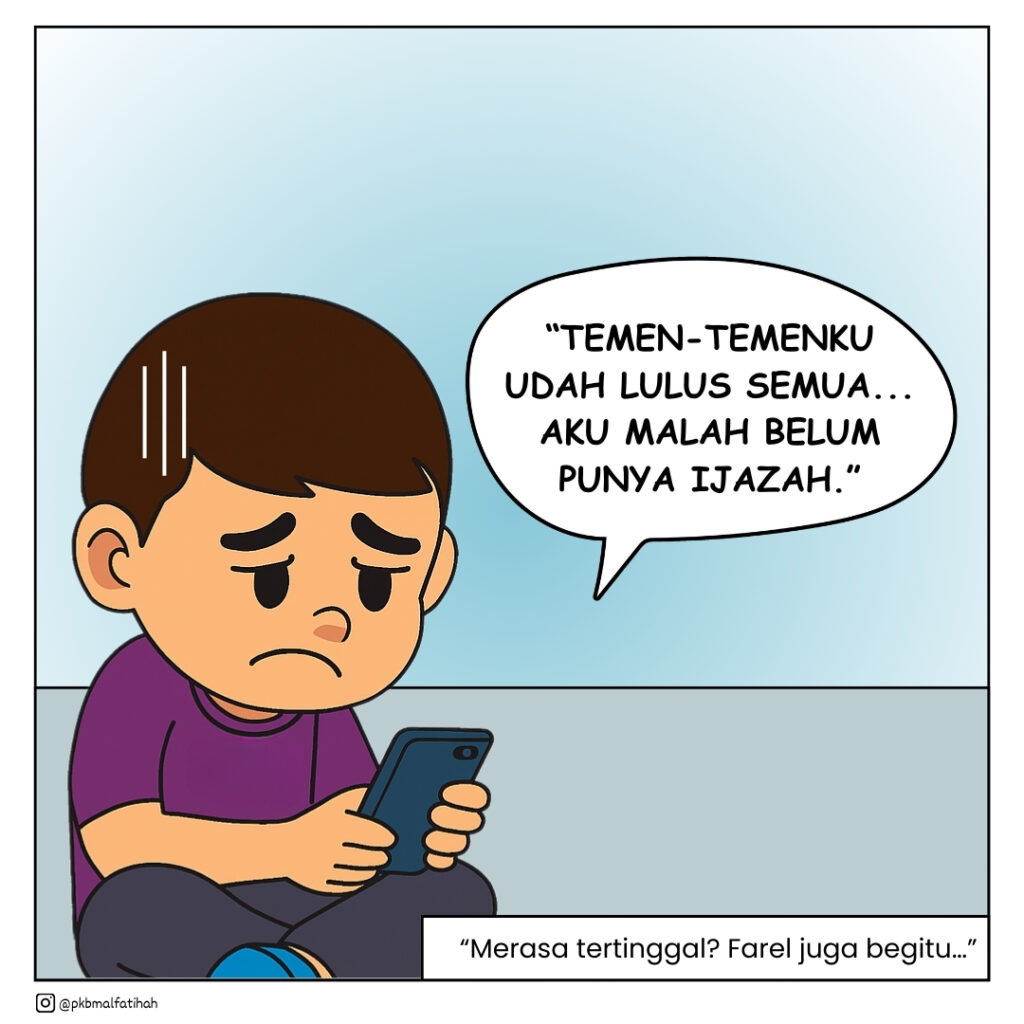 “TEMEN-TEMENKU
UDAH LULUS SEMUA...
AKU MALAH BELUM
PUNYA IJAZAH.”
“Merasa tertinggal? Farel juga begitu...”
@pkbmalfatihah